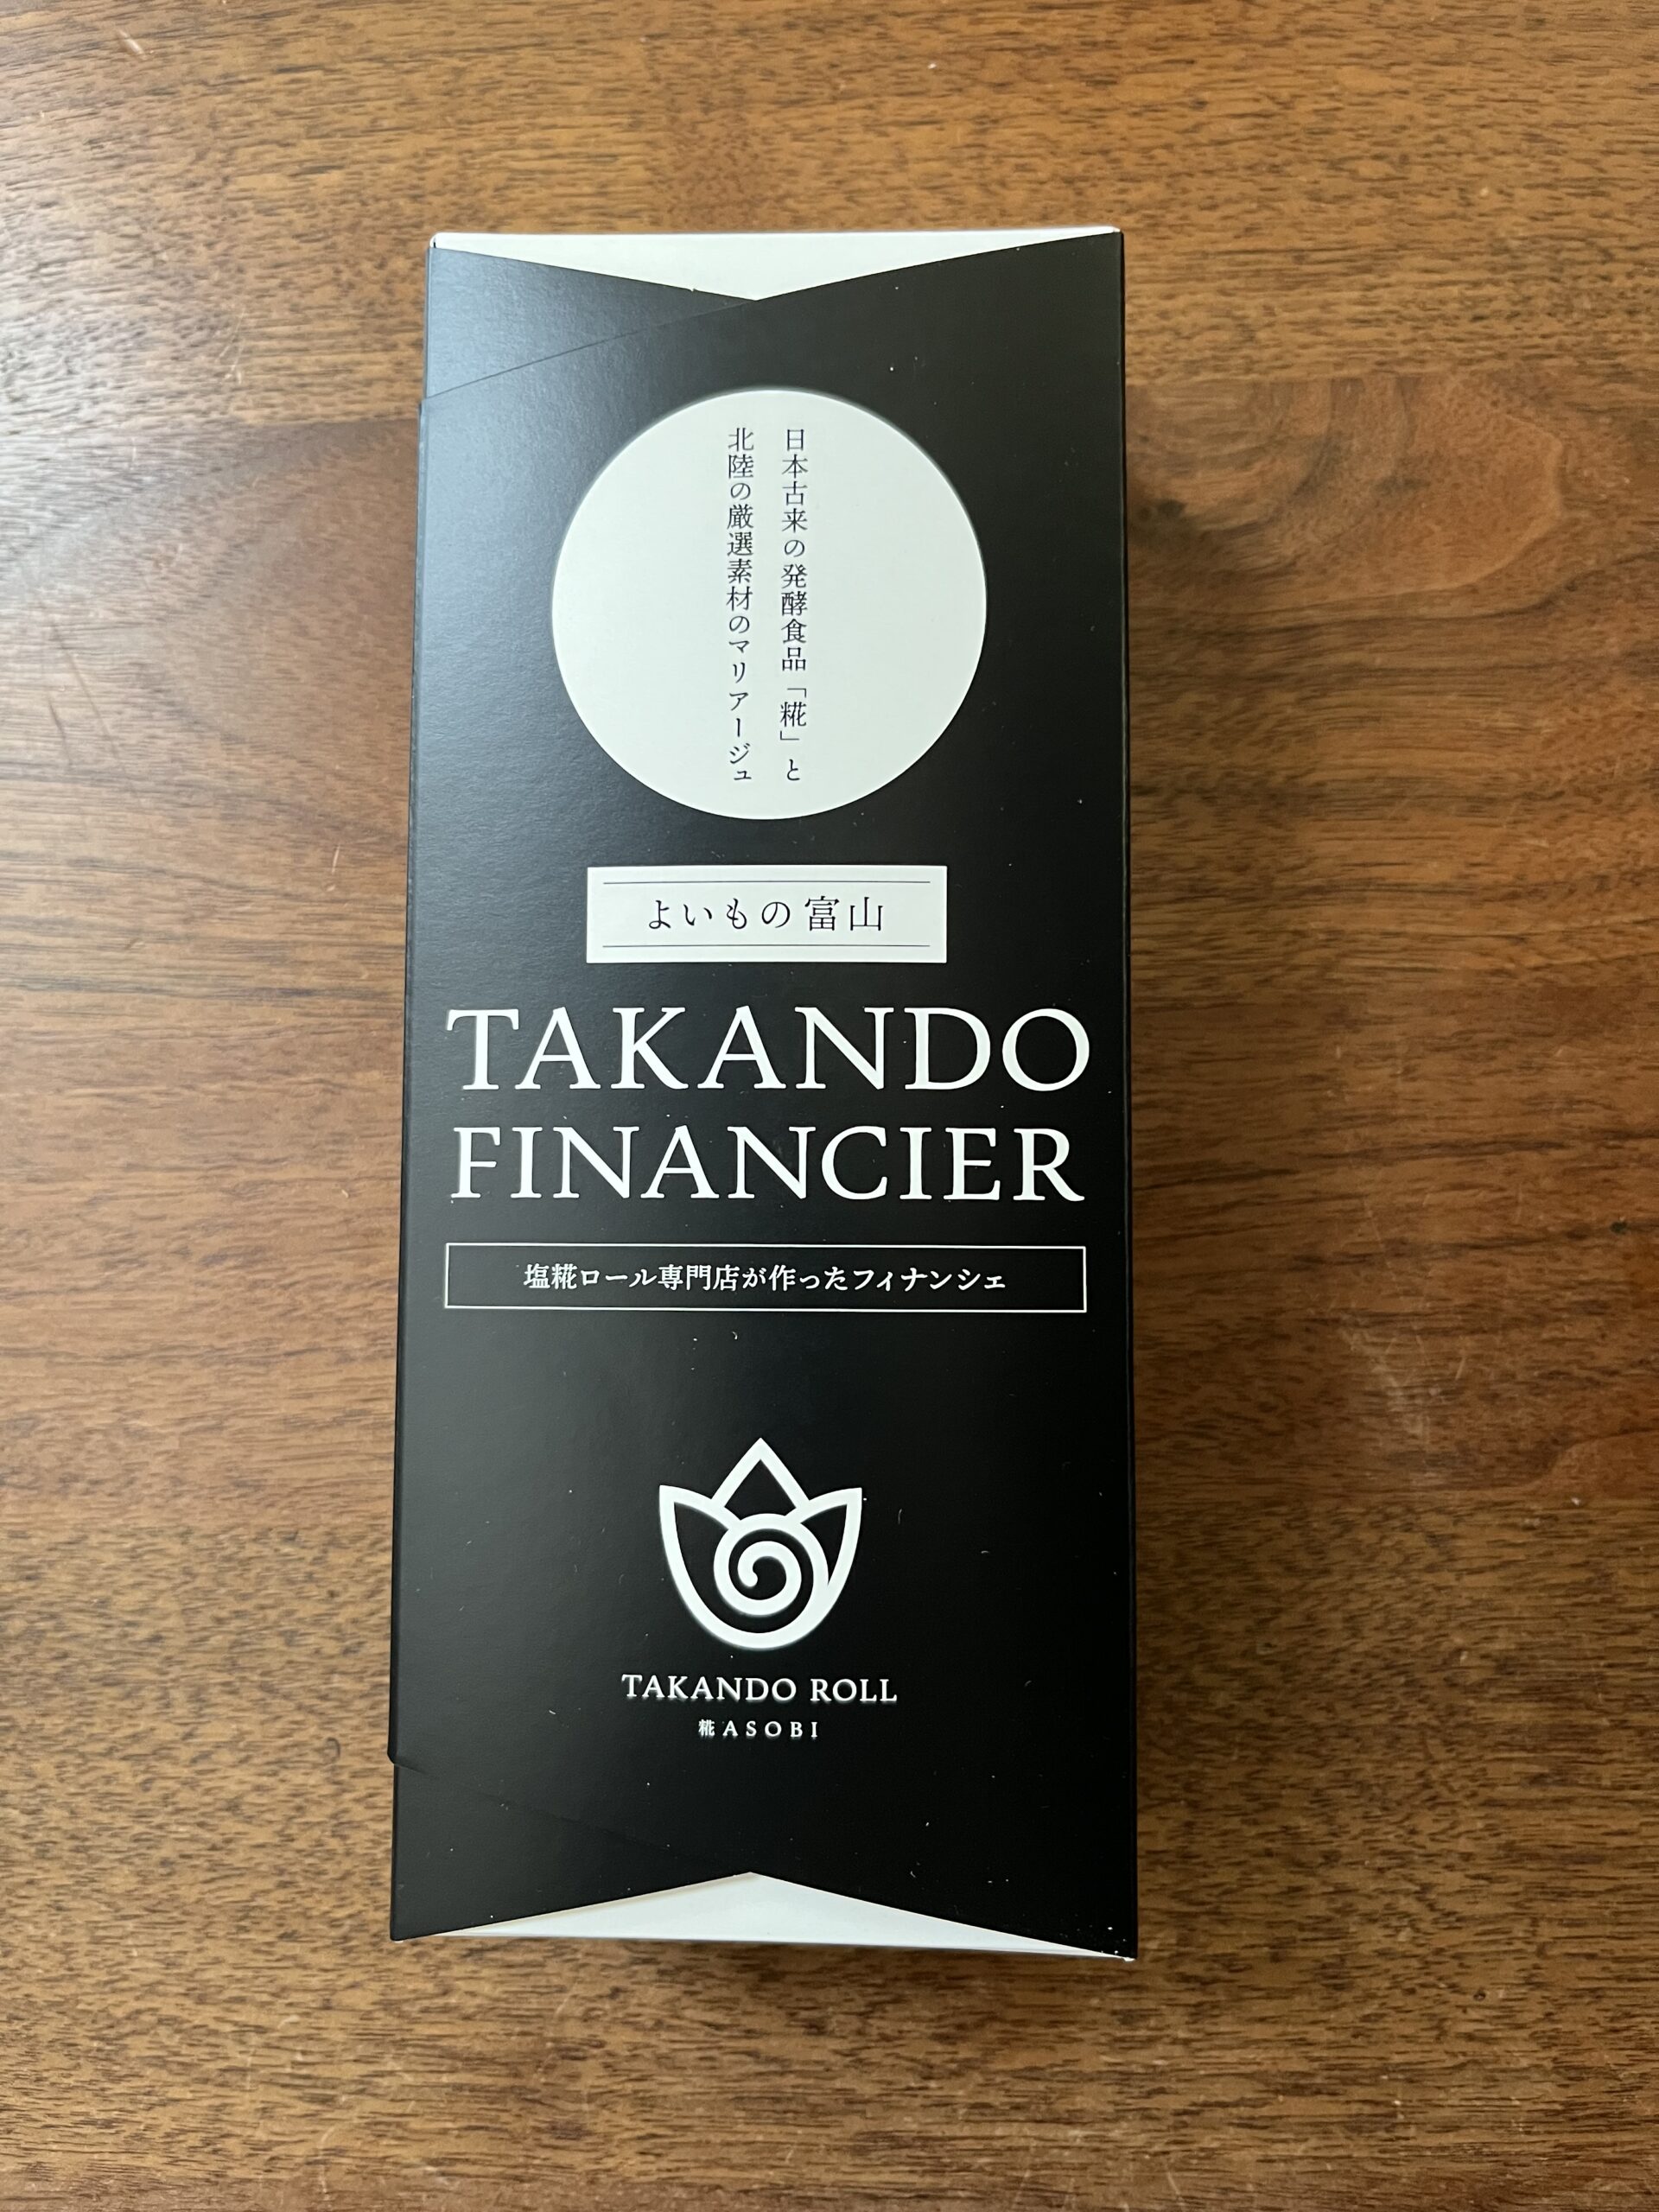 日本古来の発酵食品「糀」と
北陸の厳選素材のマリアージュ
よいもの富山
TAKANDO
FINANCIER
塩糀ロール専門店が作ったフィナンシェ
TAKANDO ROLL
糀ASOBI